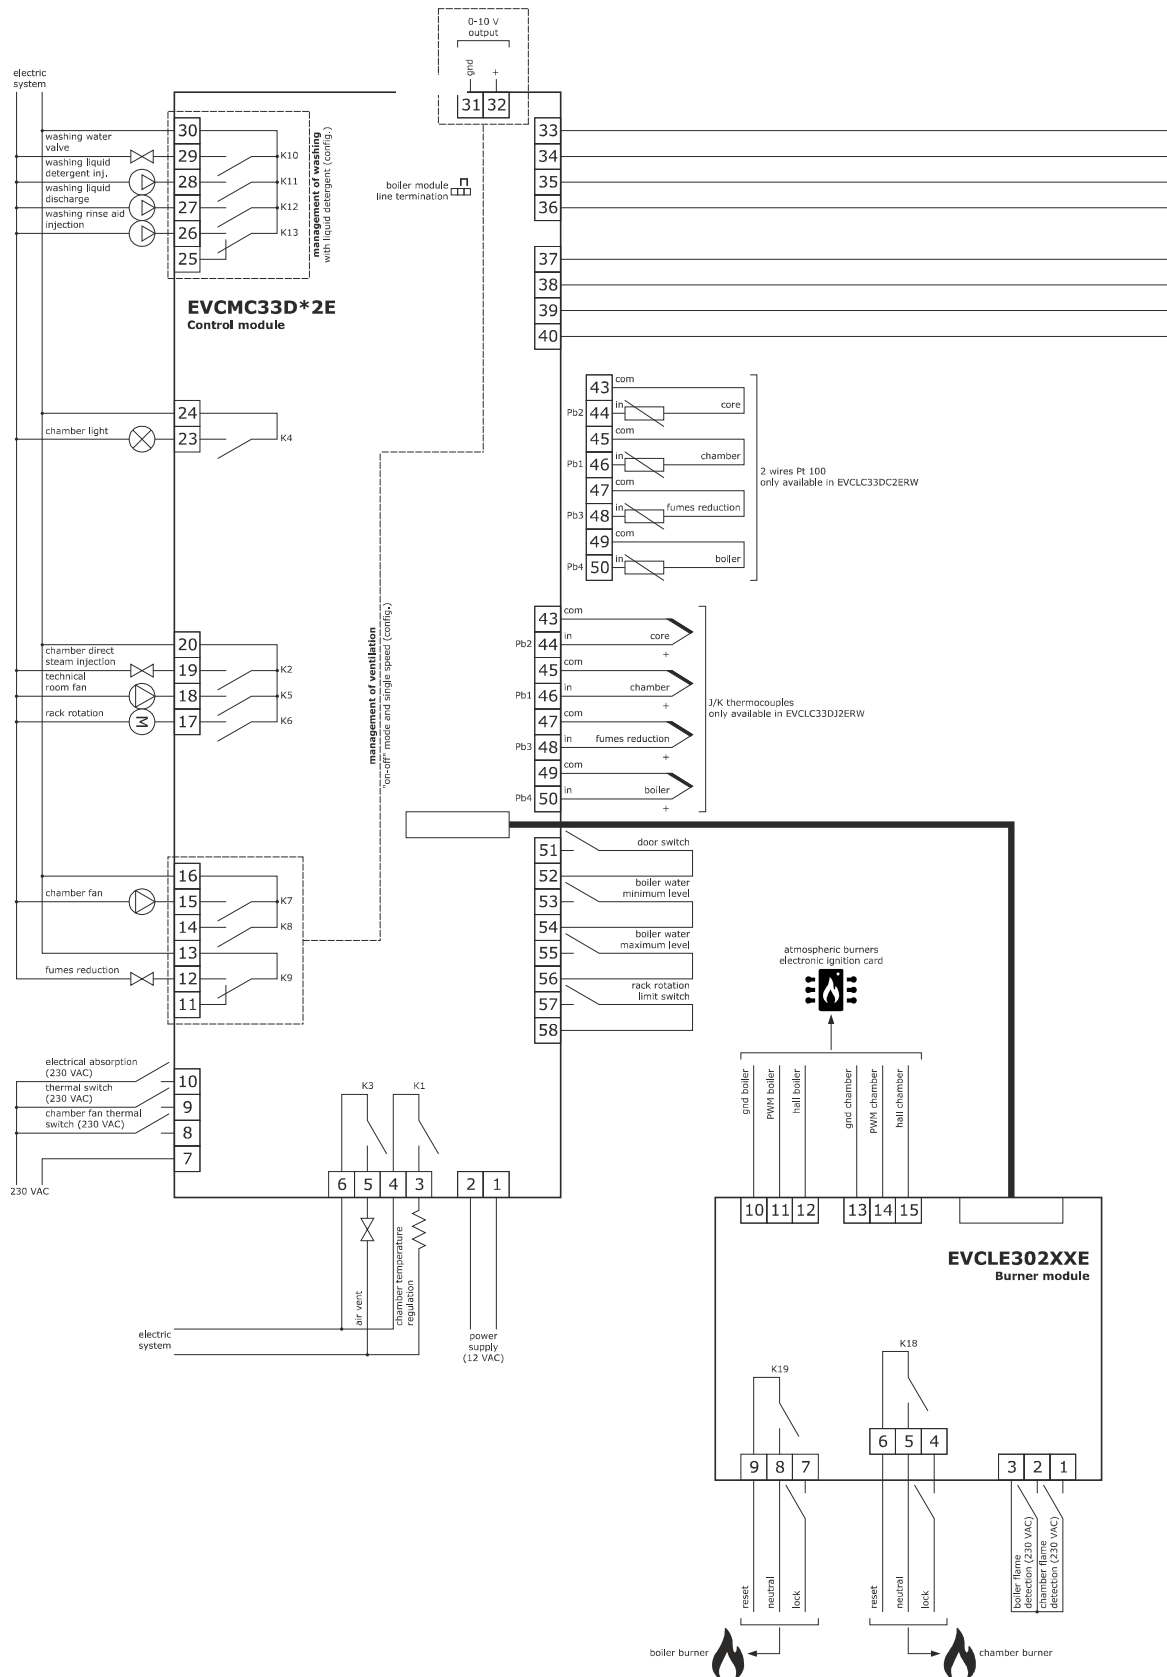 0-10 V
output
gnd
+
31 32
electric
system
30
washing water
valve
29
K10
washing liquid
detergent inj.
28
K11
washing liquid
discharge
27
K12
washing rinse aid
injection
26
K13
25
management of washing
with liquid detergent (config.)
boiler module
line termination
33
34
35
36
37
38
39
40
EVCMC33D*2E
Control module
24
chamber light
23
K4
43
com
Pb2
44
in
core
45
com
Pb1
46
in
chamber
47
com
Pb3
48
in
fumes reduction
49
com
Pb4
50
in
boiler
2 wires Pt 100
only available in EVCLC33DC2ERW
20
chamber direct
steam injection
19
K2
technical
room fan
18
K5
rack rotation
M
17
K6
management of ventilation
"on-off" mode and single speed (config.)
43
com
Pb2
44
in
core
+
45
com
Pb1
46
in
chamber
+
47
com
Pb3
48
in
fumes reduction
+
49
com
Pb4
50
in
boiler
+
J/K thermocouples
only available in EVCLC33DJ2ERW
16
chamber fan
15
K7
14
K8
13
fumes reduction
12
K9
11
51
door switch
52
boiler water
minimum level
53
54
boiler water
maximum level
55
56
rack rotation
limit switch
57
58
electrical absorption
(230 VAC)
10
thermal switch
(230 VAC)
9
chamber fan thermal
switch (230 VAC)
8
7
230 VAC
K3
K1
6 5 4 3
2 1
air vent
chamber temperature
regulation
electric
system
power
supply
(12 VAC)
atmospheric burners
electronic ignition card
gnd boiler
PWM boiler
hall boiler
gnd chamber
PWM chamber
hall chamber
10 11 12
13 14 15
EVCLE302XXE
Burner module
K19
K18
9 8 7
6 5 4
3 2 1
reset
neutral
lock
reset
neutral
lock
boiler flame
detection (230 VAC)
chamber flame
detection (230 VAC)
boiler burner
chamber burner